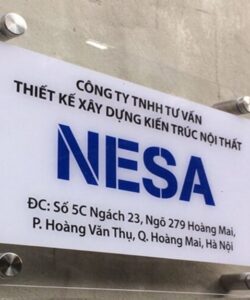 CÔNG TY TNHH TƯ VẤN
THIẾT KẾ XÂY DỰNG KIẾN TRÚC NỘI THẤT
NESA
ĐC: Số 5C Ngách 23, Ngõ 279 Hoàng Mai,
P. Hoàng Văn Thụ, Q. Hoàng Mai, Hà Nội